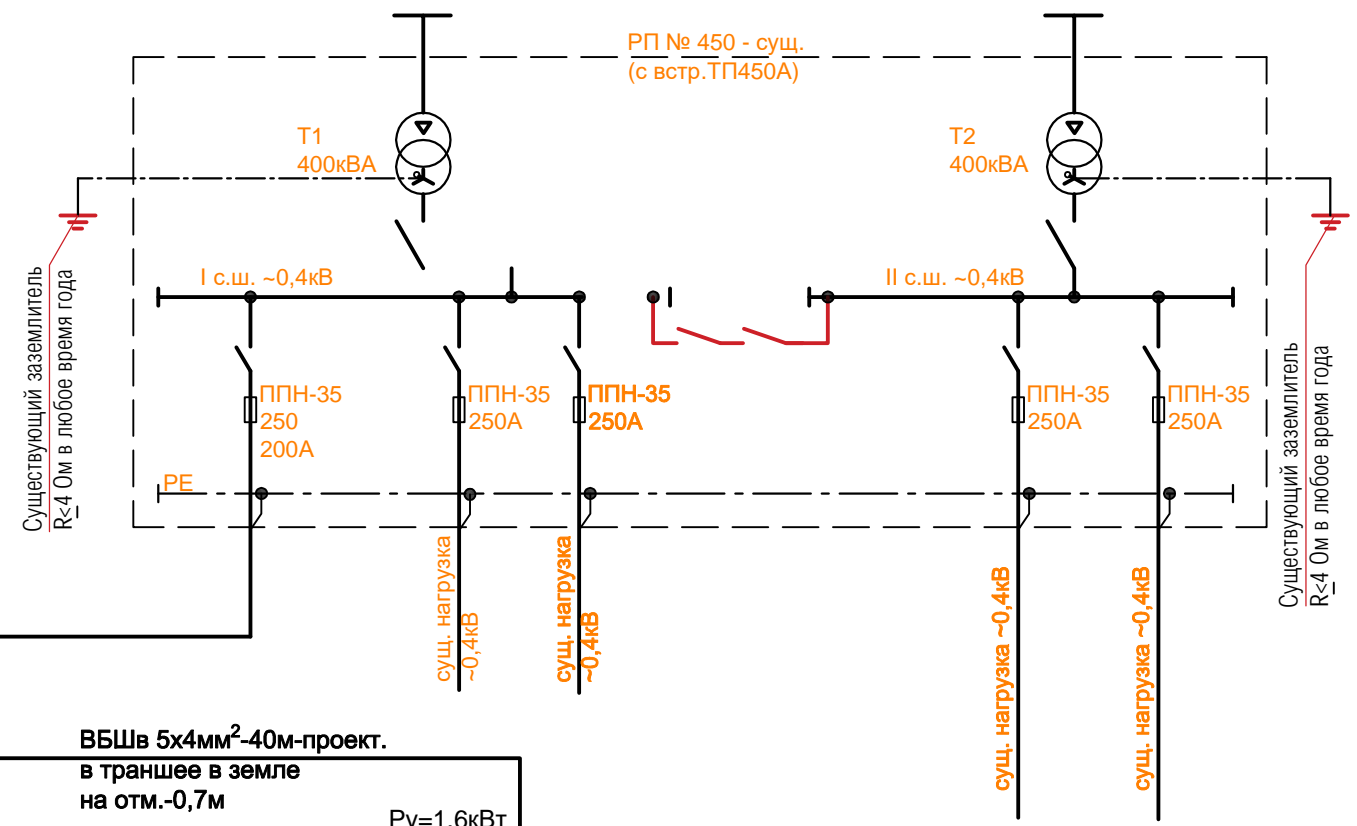 РП № 450 - сущ.
(с встр.ТП450А)
Т1
400кВА
Т2
400кВА
I с.ш. ~0,4кВ
II с.ш. ~0,4кВ
Существующий заземлитель
R≤4 Ом в любое время года
ППН-35
250
200А
ППН-35
250А
ППН-35
250А
ППН-35
250А
ППН-35
250А
Существующий заземлитель
R≤4 Ом в любое время года
PE
сущ. нагрузка
~0,4кВ
сущ. нагрузка
~0,4кВ
сущ. нагрузка ~0,4кВ
сущ. нагрузка ~0,4кВ
ВБШв 5х4мм²-40м-проект.
в траншее в земле
на отм.-0,7м
Ру=1,6кВт